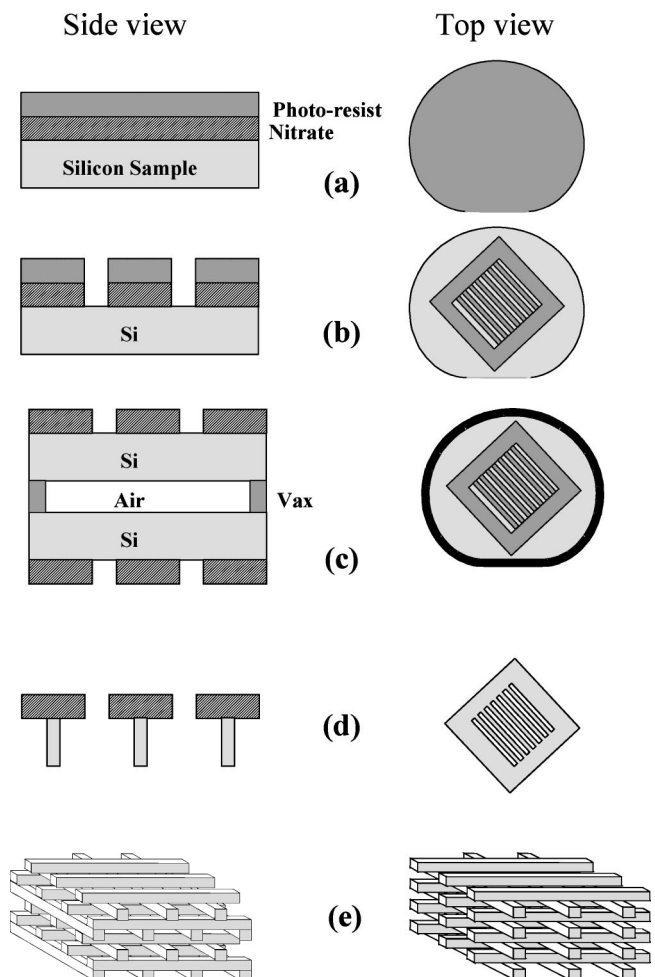 Side view
Top view
Photo-resist
Nitrate
Silicon Sample
(a)
Si
(b)
Si
Air
Vax
Si
(c)
(d)
(e)